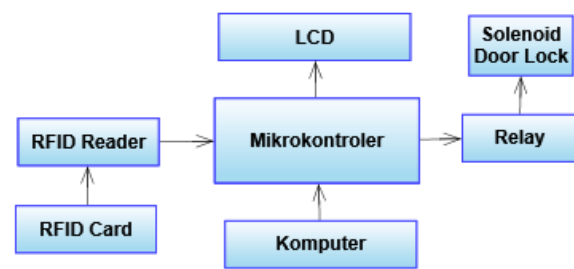 LCD
Solenoid
Door Lock
RFID Reader
Mikrokontroler
Relay
RFID Card
Komputer